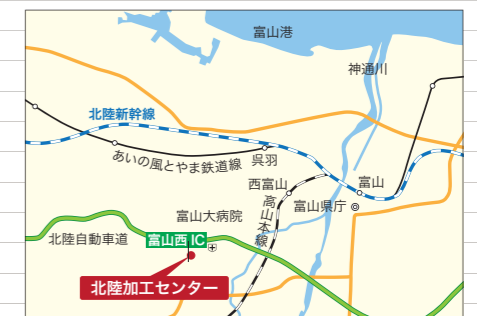 富山港
神通川
北陸新幹線
あいの風とやま鉄道線
呉羽
西富山
富山
高山本線
富山県庁
富山大病院
北陸自動車道
富山西IC
北陸加工センター